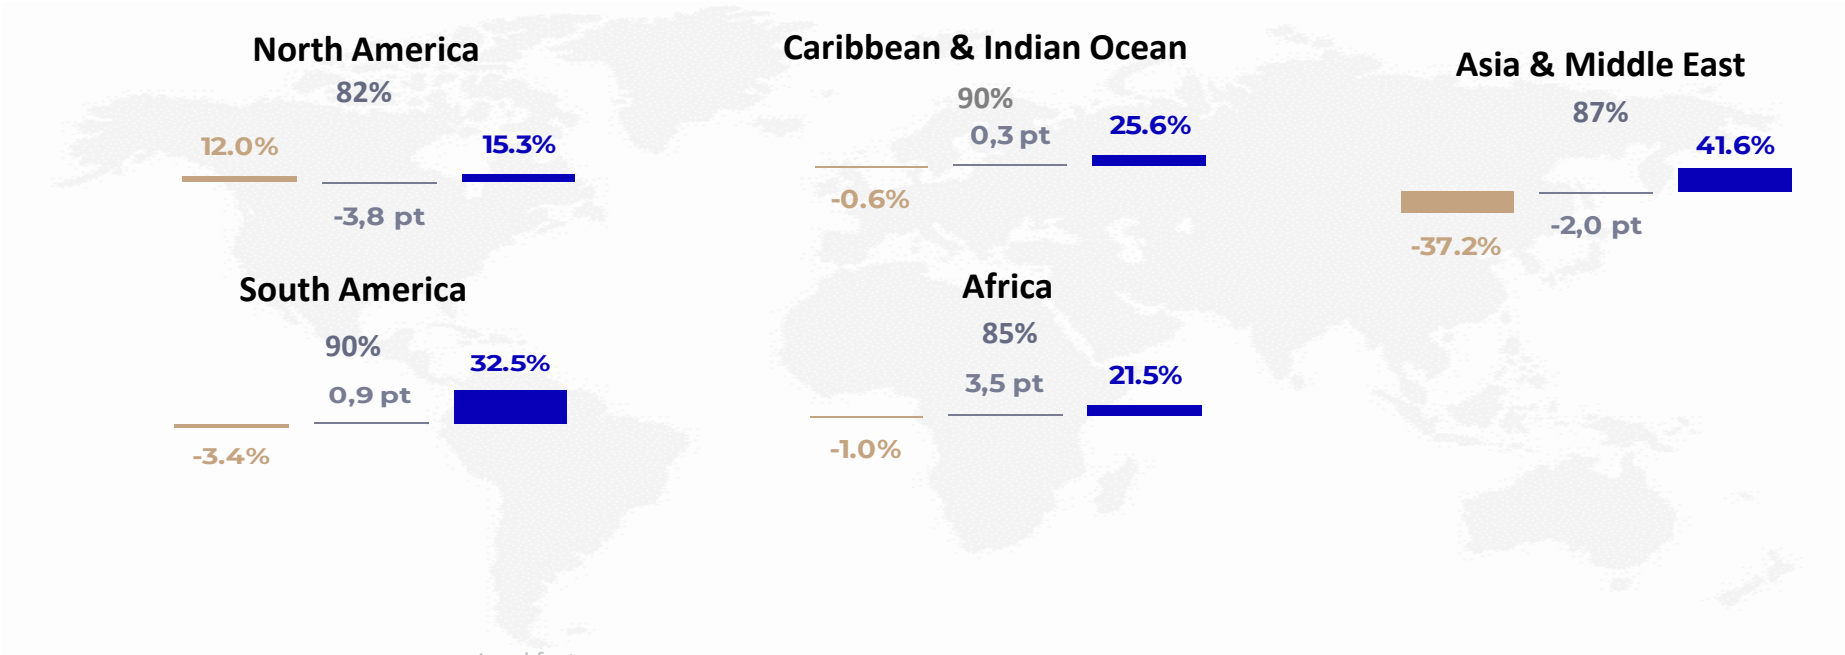 North America
82%
12.0%
15.3%
-3,8 pt
Caribbean & Indian Ocean
90%
0,3 pt
25.6%
-0.6%
Asia & Middle East
87%
41.6%
-2,0 pt
-37.2%
South America
90%
32.5%
0,9 pt
-3.4%
Africa
85%
3,5 pt
21.5%
-1.0%